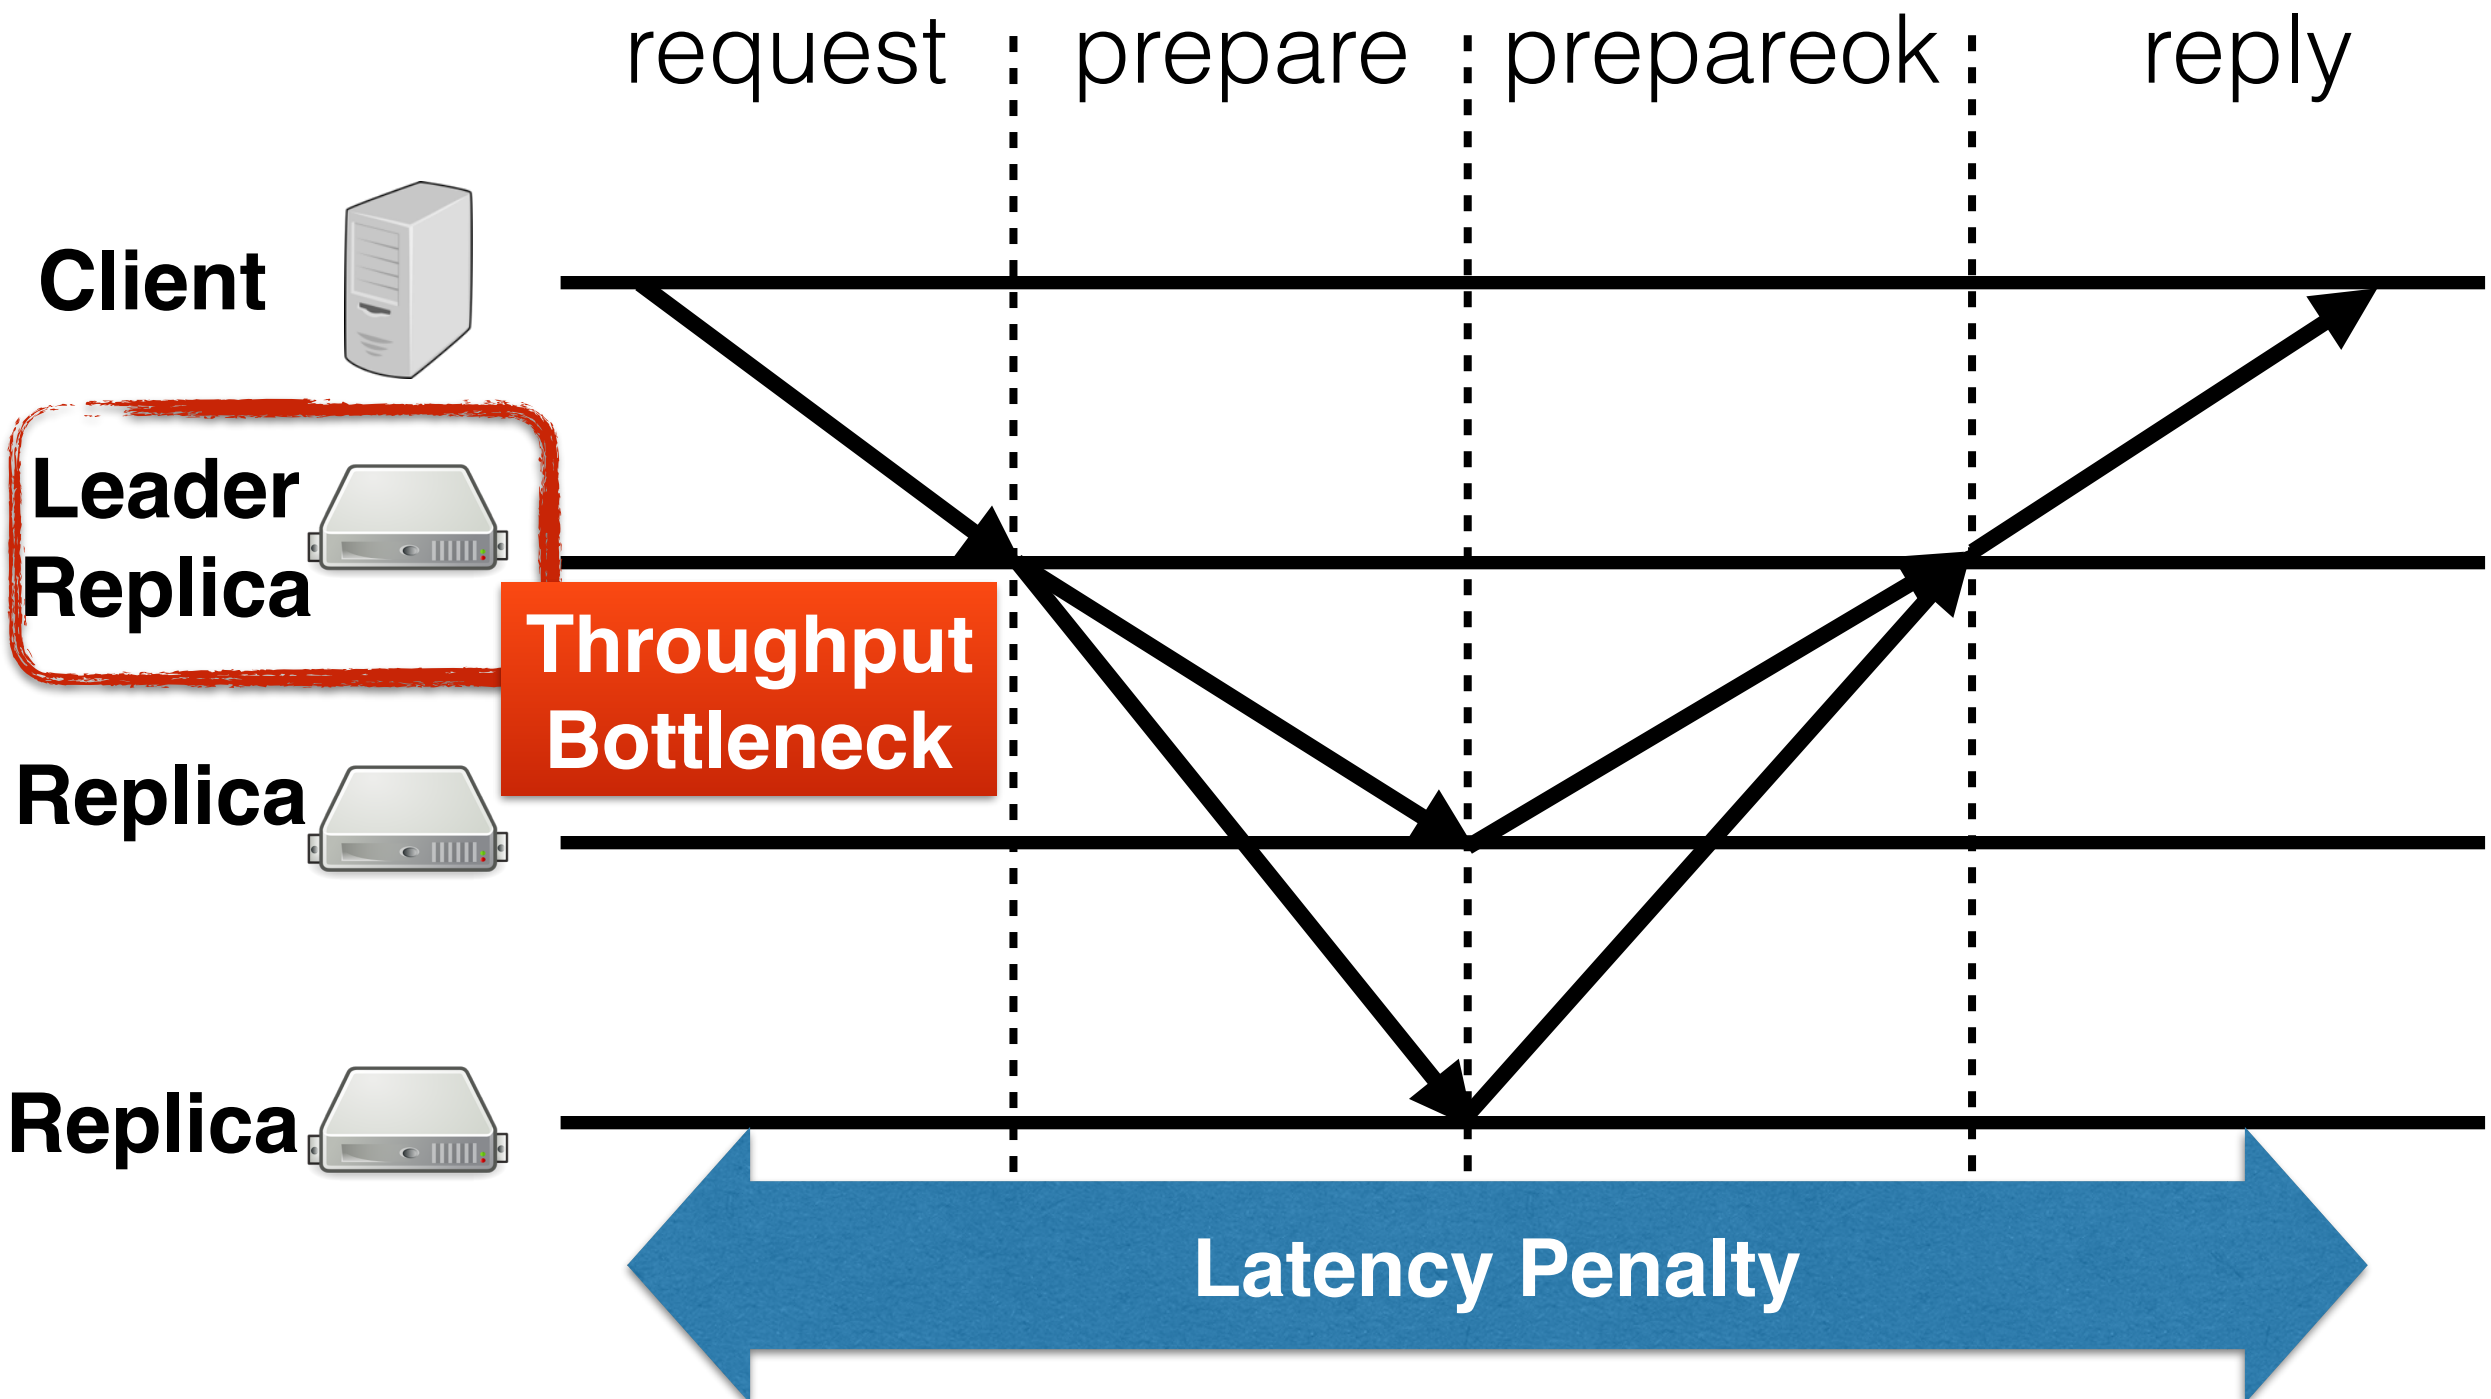 request prepare prepareok reply
Client
Leader
Replica
Throughput
Bottleneck
Replica
Replica
Latency Penalty